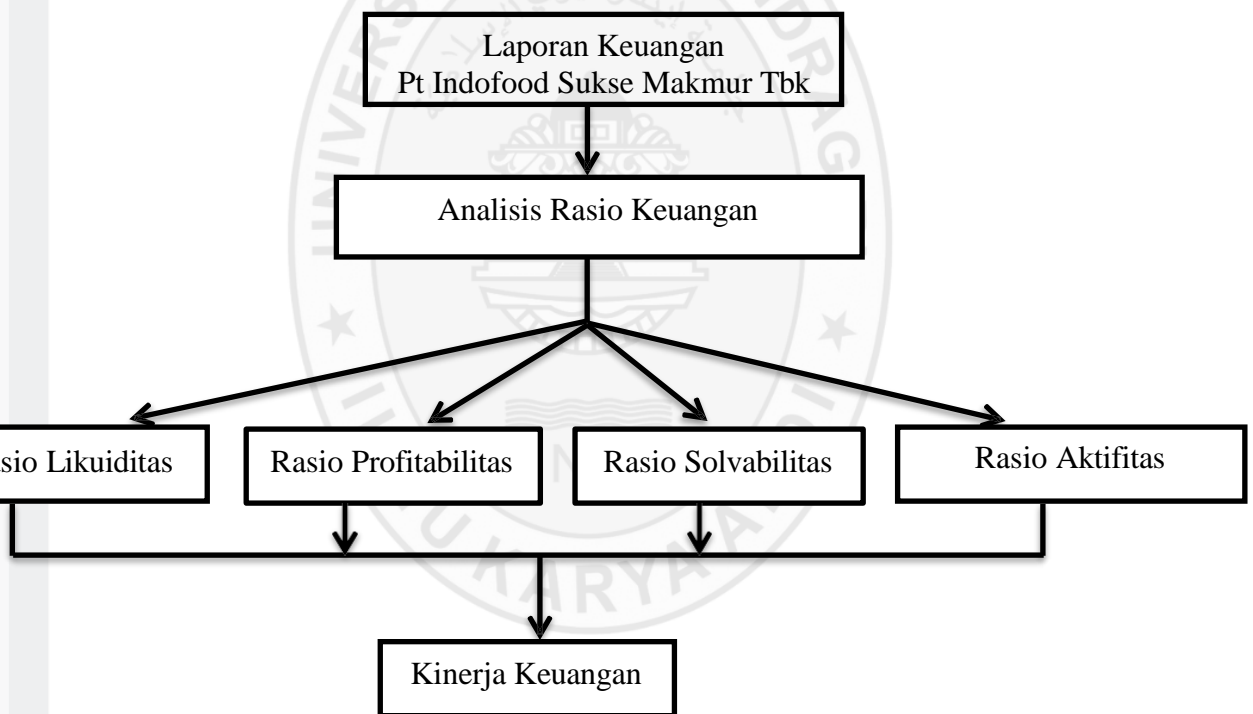 Laporan Keuangan
Pt Indofood Sukse Makmur Tbk
Analisis Rasio Keuangan
sio Likuiditas
Rasio Profitabilitas
Rasio Solvabilitas
Rasio Aktifitas
Kinerja Keuangan